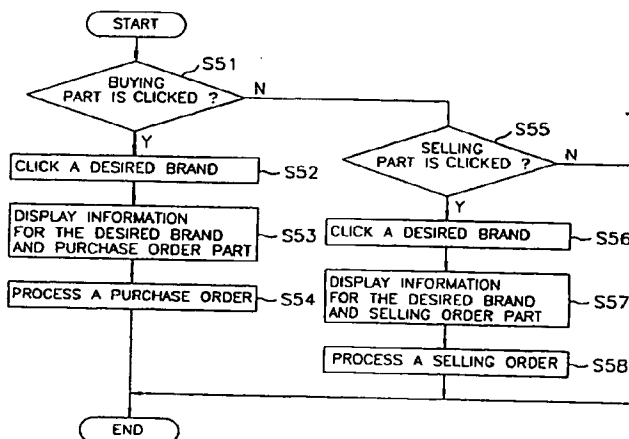 START
S51
BUYING
PART IS CLICKED ?
N
Y
CLICK A DESIRED BRAND
S52
DISPLAY INFORMATION
FOR THE DESIRED BRAND
AND PURCHASE ORDER PART
S53
PROCESS A PURCHASE ORDER
S54
S55
SELLING
PART IS CLICKED ?
N
Y
CLICK A DESIRED BRAND
S56
DISPLAY INFORMATION
FOR THE DESIRED BRAND
AND SELLING ORDER PART
S57
PROCESS A SELLING ORDER
S58
END